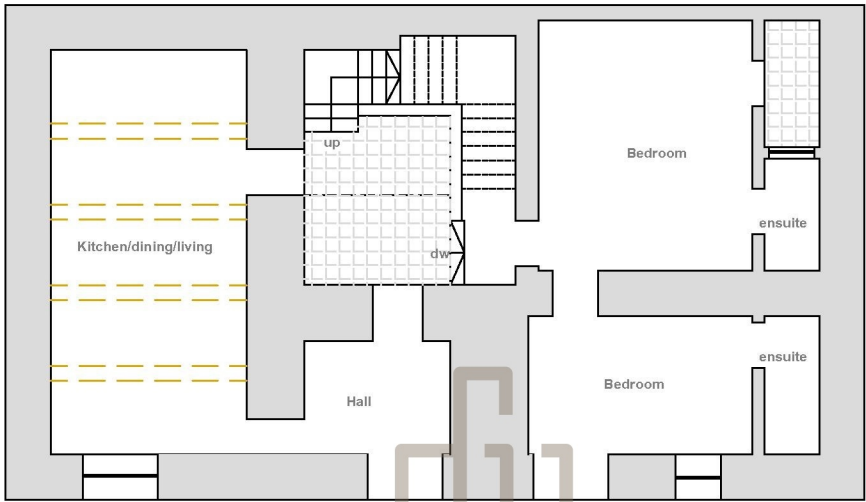 up
Bedroom
ensuite
Kitchen/dining/living
dw
ensuite
Bedroom
Hall